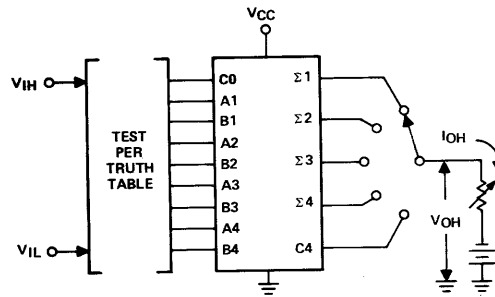 VCC
VIH
VIL
TEST
PER
TRUTH
TABLE
C0
A1
B1
A2
B2
A3
B3
A4
B4
Σ1
Σ2
Σ3
Σ4
C4
IOH
VOH